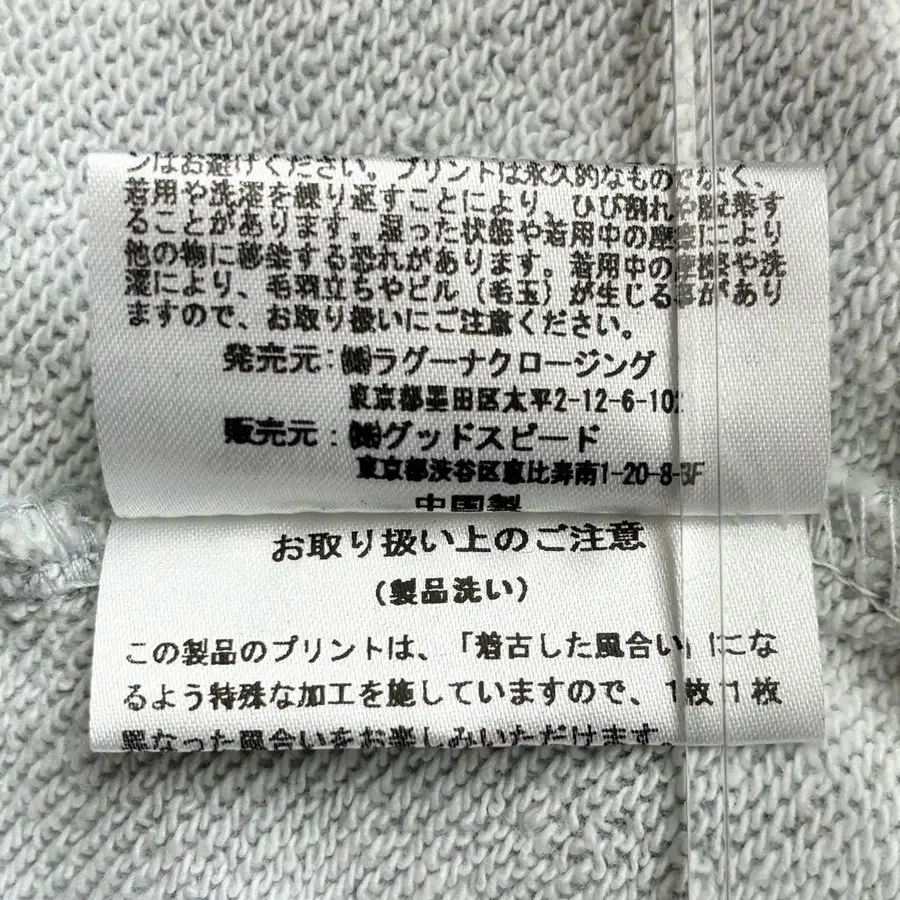 ンはお避けください。プリントは永久的なものでなく、
着用や洗濯を繰り返すことにより、ひび割れや脱落す
ることがあります。湿った状態や着用中の摩擦により
他の物に移染する恐れがあります。着用中の摩擦や洗
濯により、毛羽立ちやピル（毛玉）が生じる事があり
ますので、お取り扱いにご注意ください。
発売元：㈱ラグーナクロージング
東京都墨田区太平2-12-6-102
販売元：㈱グッドスピード
東京都渋谷区恵比寿南1-20-8-3F
中国製
お取り扱い上のご注意
（製品洗い）
この製品のプリントは、「着古した風合い」にな
るよう特殊な加工を施していますので、1枚1枚
異なった風合いをお楽しみいただけます。